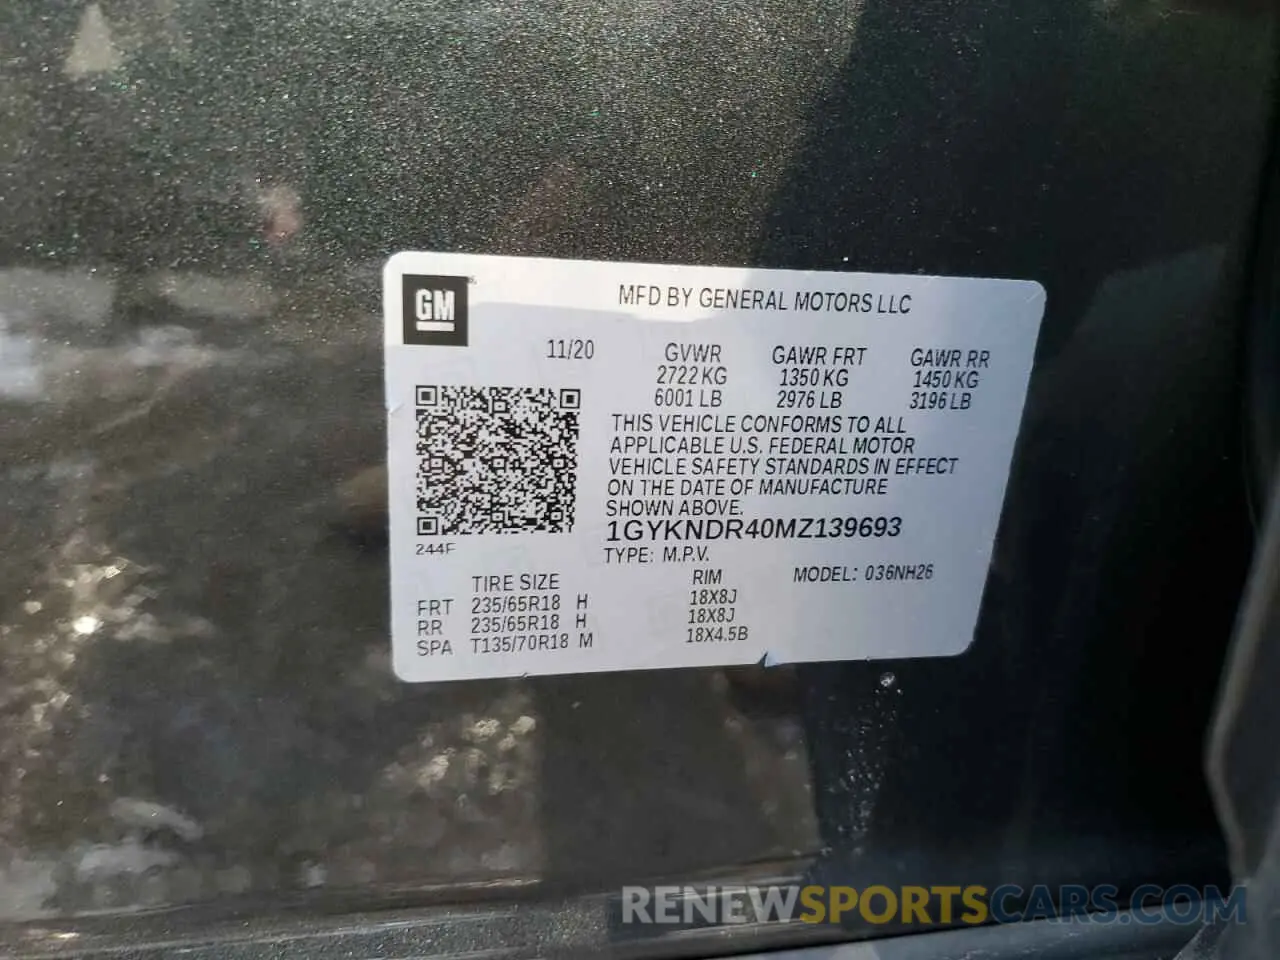 GM
MFD BY GENERAL MOTORS LLC
11/20
GVWR GAWR FRT GAWR RR
2722 KG 1350 KG 1450 KG
6001 LB 2976 LB 3196 LB
THIS VEHICLE CONFORMS TO ALL
APPLICABLE U.S. FEDERAL MOTOR
VEHICLE SAFETY STANDARDS IN EFFECT
ON THE DATE OF MANUFACTURE
SHOWN ABOVE.
1GYKNDR40MZ139693
244F
TYPE: M.P.V.
TIRE SIZE RIM MODEL: 036NH26
FRT 235/65R18 H 18X8J
RR 235/65R18 H 18X8J
SPA T135/70R18 M 18X4.5B
RENEWSPORTSCARS.COM